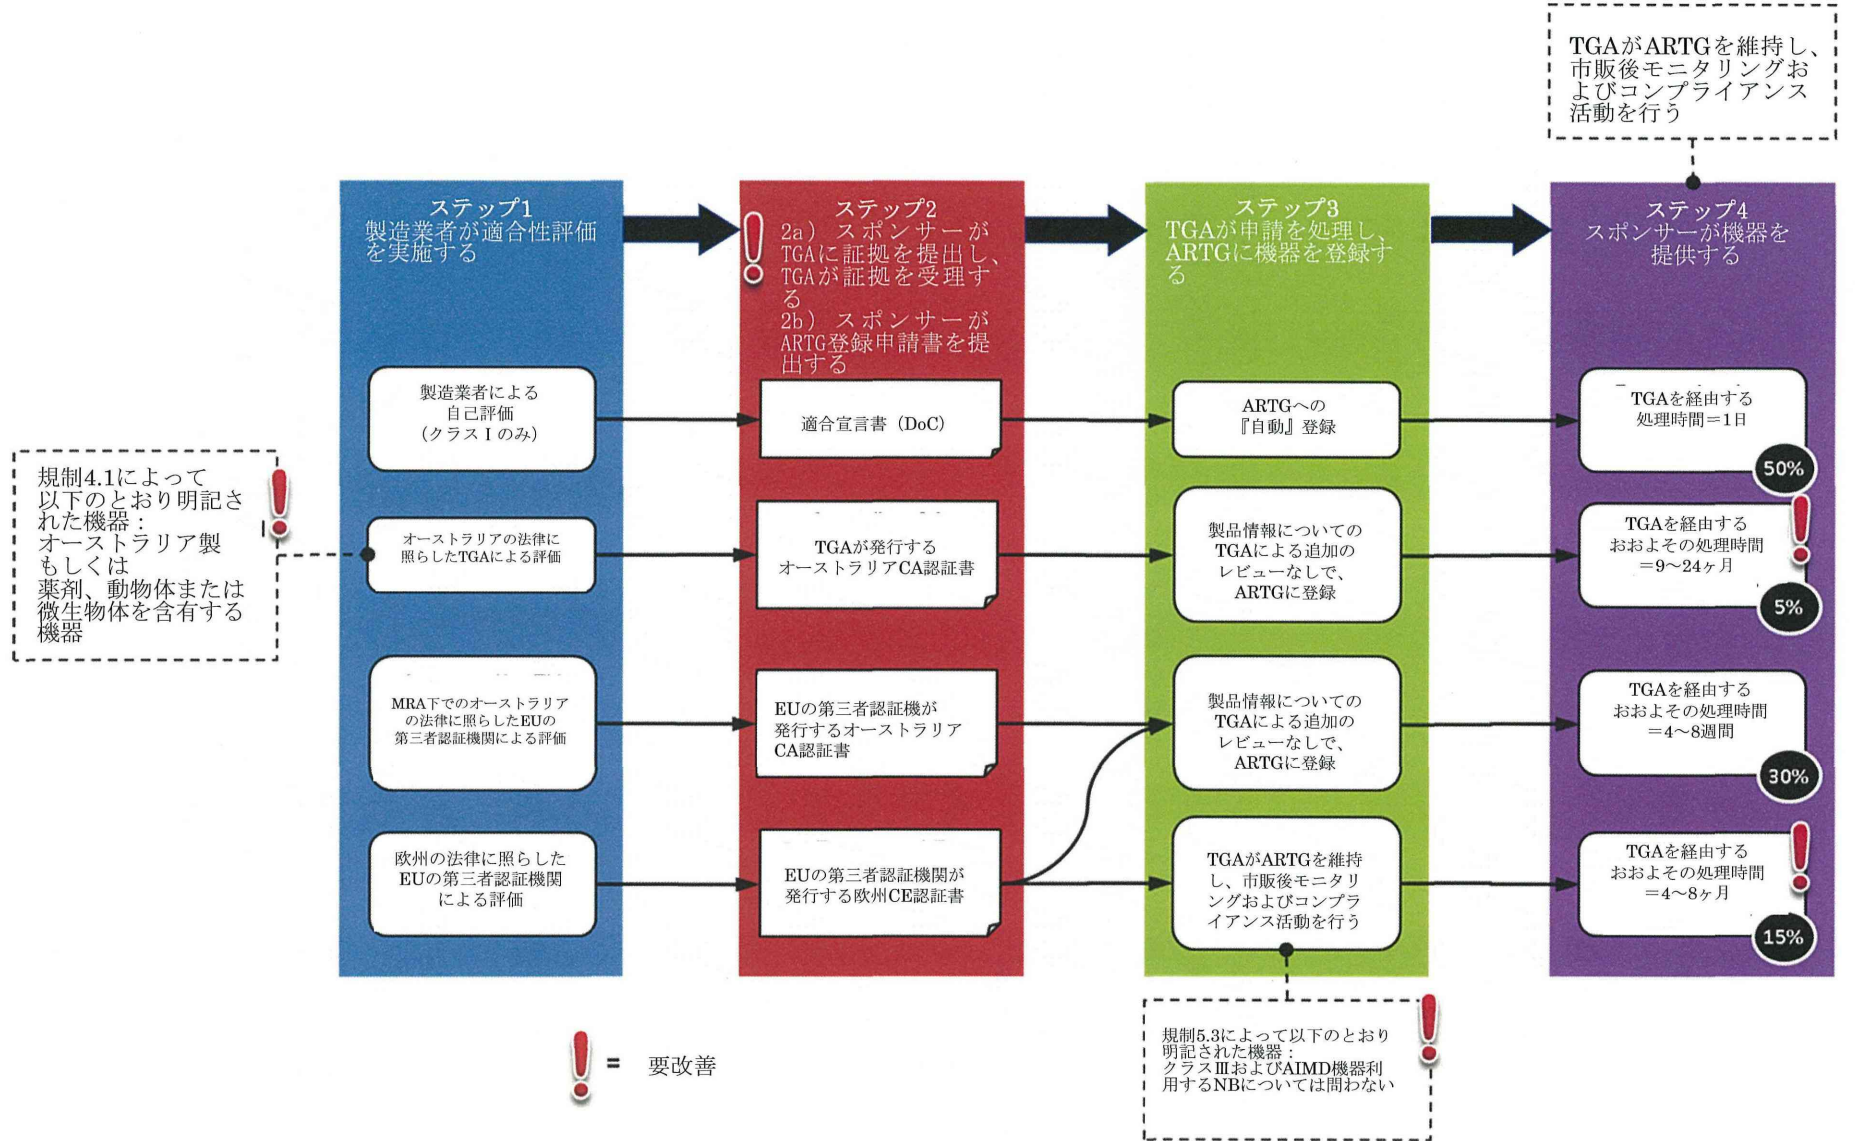 TGAがARTGを維持し、
市販後モニタリングお
よびコンプライアンス
活動を行う
ステップ1
製造業者が適合性評価
を実施する
ステップ2
2a) スポンサーが
TGAに証拠を提出し、
TGAが証拠を受理す
る
2b) スポンサーが
ARTG登録申請書を提
出する
ステップ3
TGAが申請を処理し、
ARTGに機器を登録す
る
ステップ4
スポンサーが機器を
提供する
製造業者による
自己評価
(クラスⅠのみ)
適合宣言書 (DoC)
ARTGへの
『自動』登録
TGAを経由する
処理時間=1日
50%
規制4.1によって
以下のとおり明記さ
れた機器:
オーストラリア製
もしくは
薬剤、動物体または
微生物体を含有する
機器
オーストラリアの法律に
照らしたTGAによる評価
TGAが発行する
オーストラリアCA認証書
製品情報についての
TGAによる追加の
レビューなしで、
ARTGに登録
TGAを経由する
おおよその処理時間
=9~24ヶ月
5%
MRA下でのオーストラリア
の法律に照らしたEUの
第三者認証機関による評価
EUの第三者認証機が
発行するオーストラリア
CA認証書
製品情報についての
TGAによる追加の
レビューなしで、
ARTGに登録
TGAを経由する
おおよその処理時間
=4~8週間
30%
欧州の法律に照らした
EUの第三者認証機関
による評価
EUの第三者認証機関が
発行する欧州CE認証書
TGAがARTGを維持
し、市販後モニタリ
ングおよびコンプラ
イアンス活動を行う
TGAを経由する
おおよその処理時間
=4~8ヶ月
15%
規制5.3によって以下のとおり
明記された機器:
クラスⅢおよびAIMD機器利
用するNBについては問わない
! = 要改善